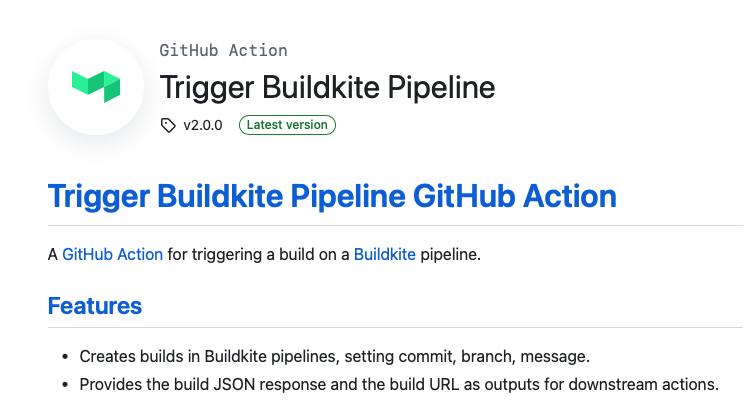 GitHub Action
Trigger Buildkite Pipeline
v2.0.0 Latest version
Trigger Buildkite Pipeline GitHub Action
A GitHub Action for triggering a build on a Buildkite pipeline.
Features
• Creates builds in Buildkite pipelines, setting commit, branch, message.
• Provides the build JSON response and the build URL as outputs for downstream actions.